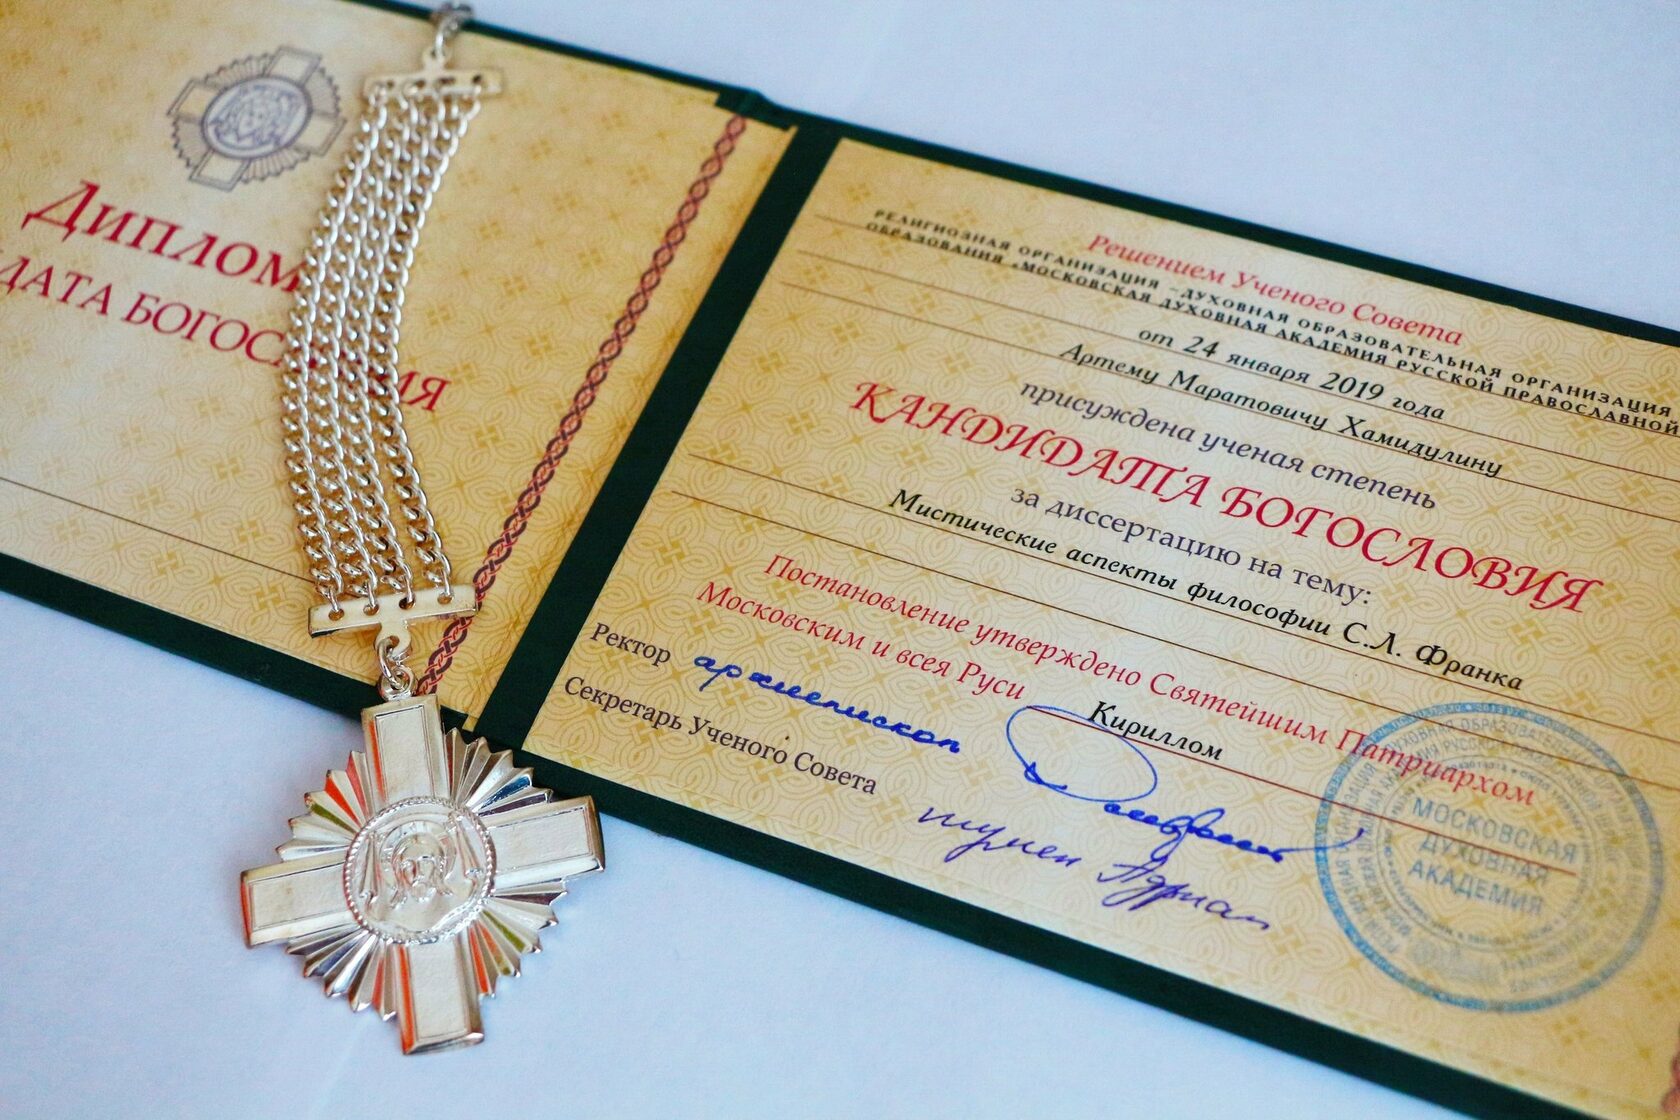 Диплом
ДАТА БОГОСЛОВИЯ
Решением Ученого Совета
РЕЛИГИОЗНАЯ ОРГАНИЗАЦИЯ – ДУХОВНАЯ ОБРАЗОВАТЕЛЬНАЯ ОРГАНИЗАЦИЯ
ОБРАЗОВАНИЯ «МОСКОВСКАЯ ДУХОВНАЯ АКАДЕМИЯ РУССКОЙ ПРАВОСЛАВНОЙ
от 24 января 2019 года
Артему Маратовичу Хамидулину
присуждена ученая степень
КАНДИДАТА БОГОСЛОВИЯ
за диссертацию на тему:
Мистические аспекты философии С.Л. Франка
Постановление утверждено Святейшим Патриархом
Московским и всея Руси Кириллом
Ректор архиепископ
Секретарь Ученого Совета игумен Адриан
МОСКОВСКАЯ
ДУХОВНАЯ
АКАДЕМИЯ